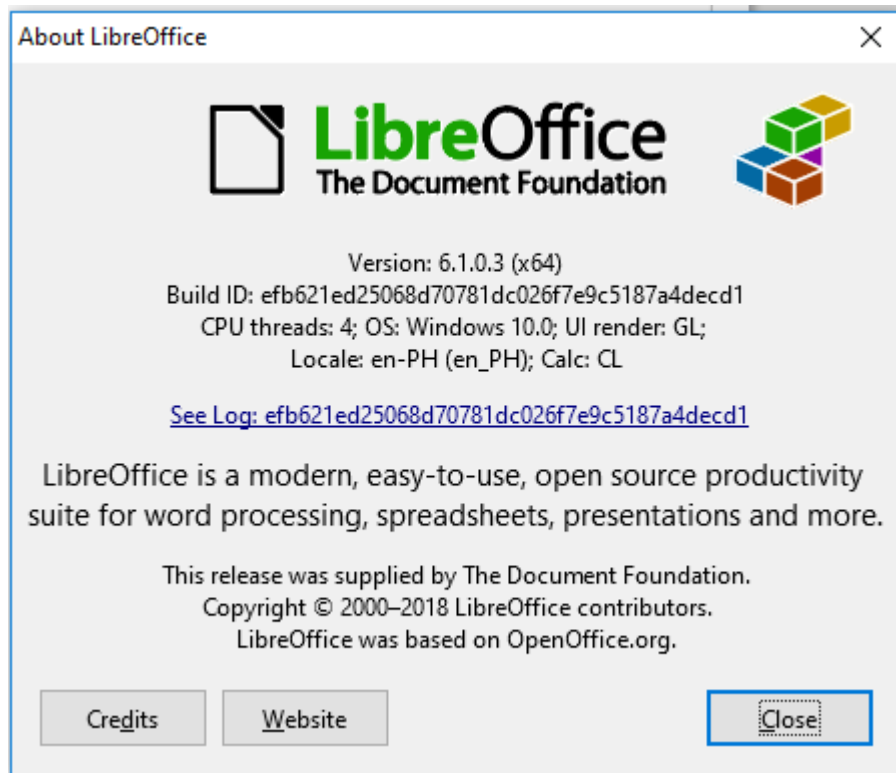 About LibreOffice
LibreOffice
The Document Foundation
Version: 6.1.0.3 (x64)
Build ID: efb621ed25068d70781dc026f7e9c5187a4decd1
CPU threads: 4; OS: Windows 10.0; UI render: GL;
Locale: en-PH (en_PH); Calc: CL
See Log: efb621ed25068d70781dc026f7e9c5187a4decd1
LibreOffice is a modern, easy-to-use, open source productivity
suite for word processing, spreadsheets, presentations and more.
This release was supplied by The Document Foundation.
Copyright © 2000–2018 LibreOffice contributors.
LibreOffice was based on OpenOffice.org.
Credits
Website
Close